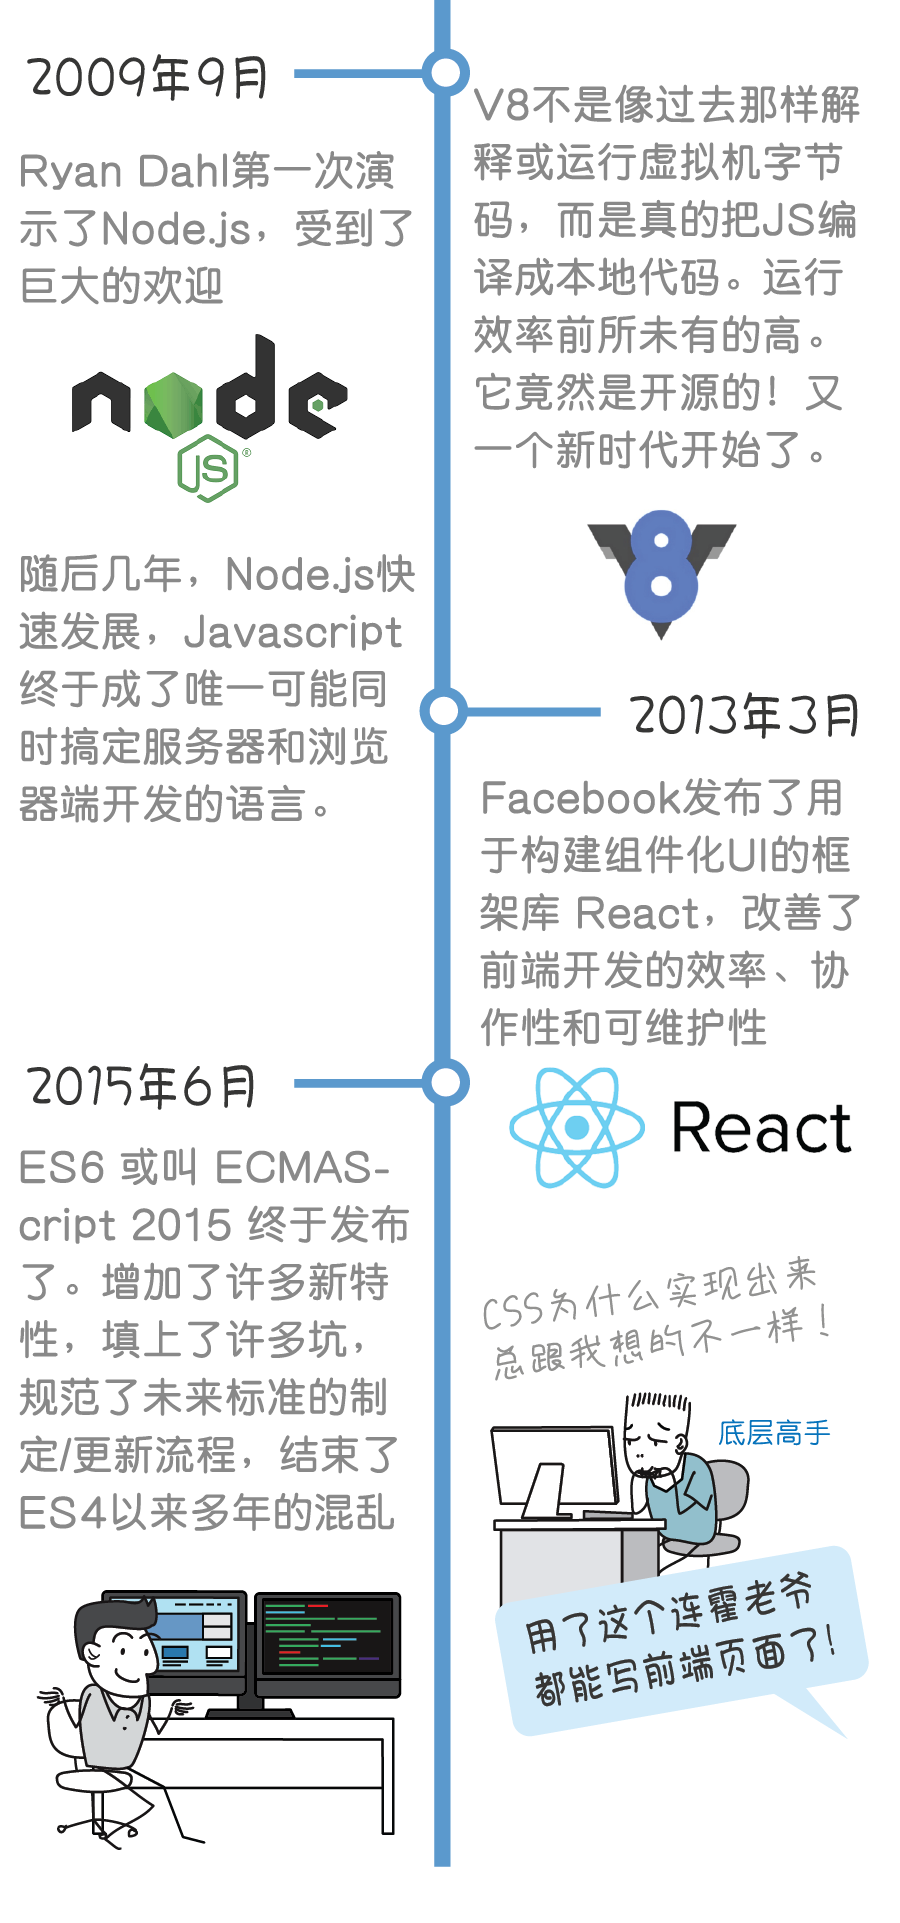 2009年9月
Ryan Dahl第一次演
示了Node.js，受到了
巨大的欢迎
node
JS®
随后几年，Node.js快
速发展，Javascript
终于成了唯一可能同
时搞定服务器和浏览
器端开发的语言。
V8不是像过去那样解
释或运行虚拟机字节
码，而是真的把JS编
译成本地代码。运行
效率前所未有的高。
它竟然是开源的！又
一个新时代开始了。
V8
2013年3月
Facebook发布了用
于构建组件化UI的框
架库 React，改善了
前端开发的效率、协
作性和可维护性
React
2015年6月
ES6 或叫 ECMAS-
cript 2015 终于发布
了。增加了许多新特
性，填上了许多坑，
规范了未来标准的制
定/更新流程，结束了
ES4以来多年的混乱
CSS为什么实现出来
总跟我想的不一样！
底层高手
用了这个连霍老爷
都能写前端页面了!